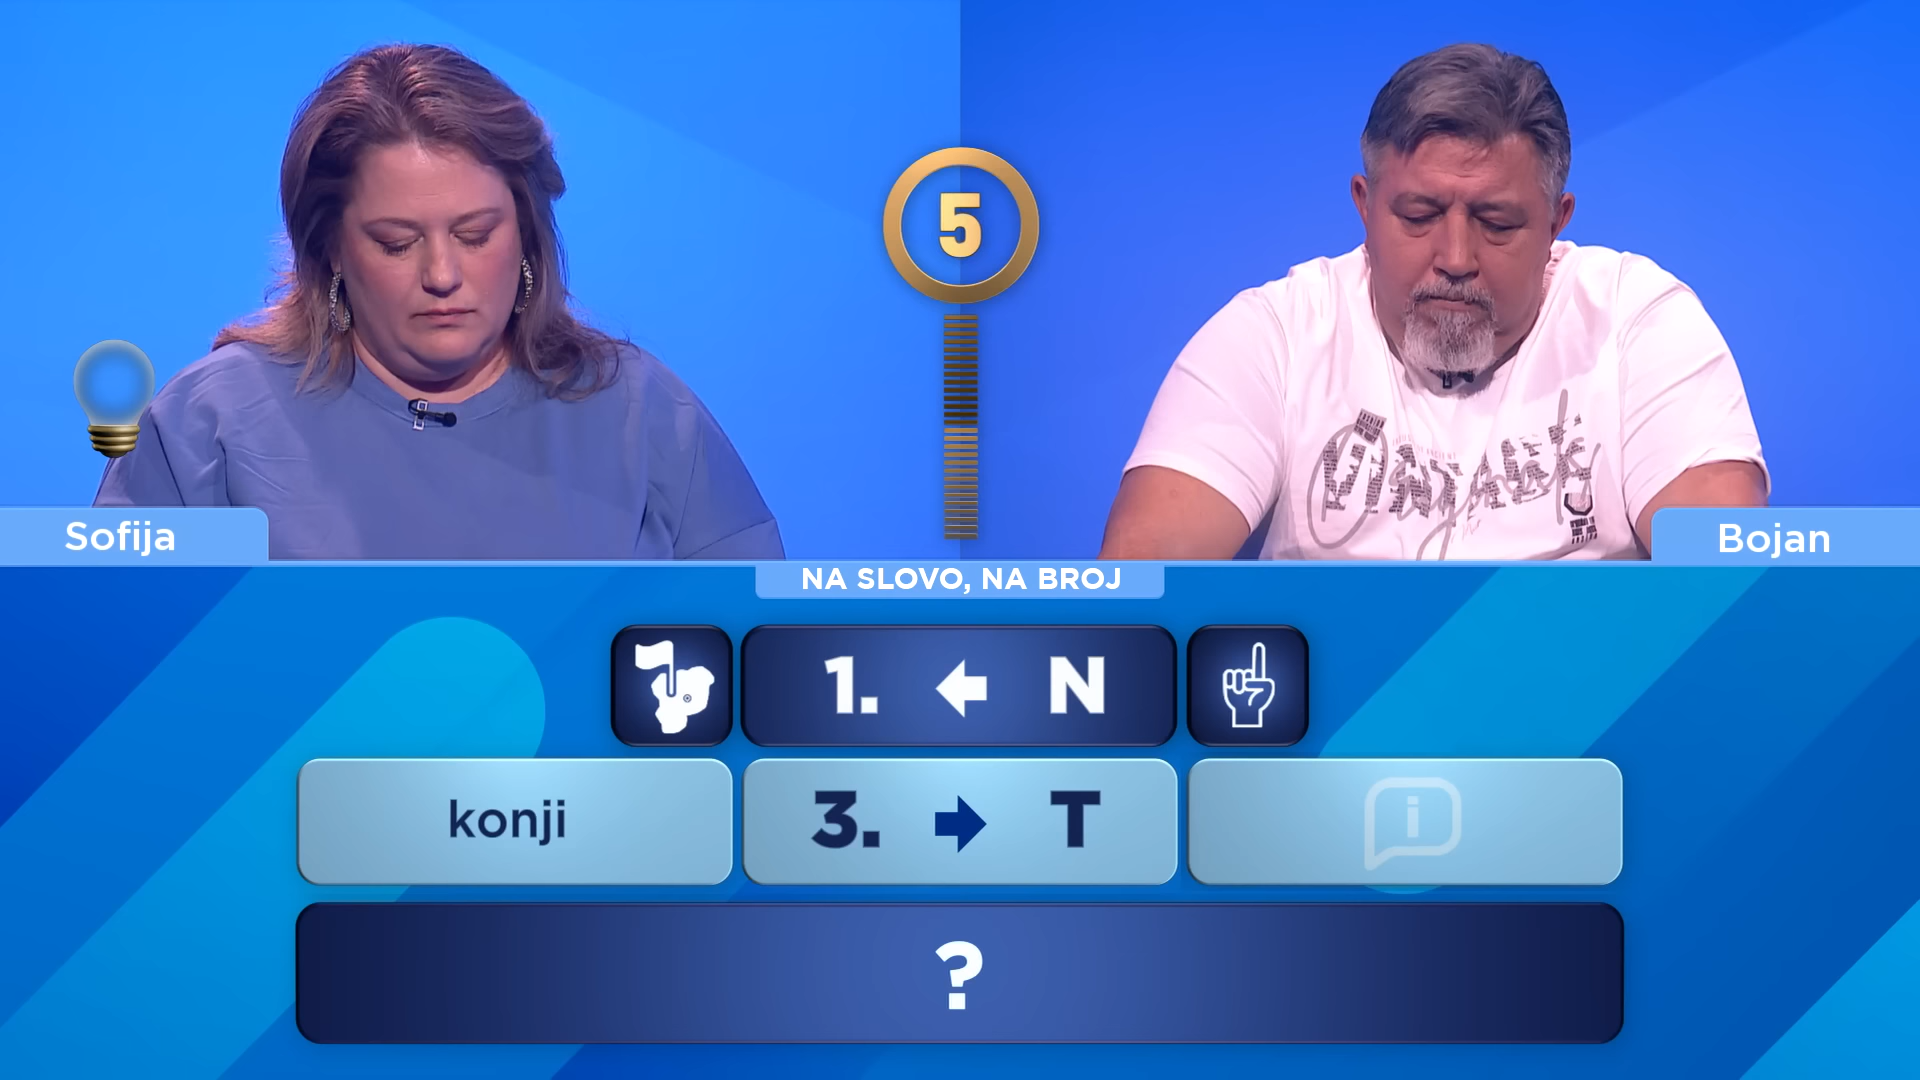 5
Sofija
Bojan
NA SLOVO, NA BROJ
1. ← N
konji
3. → T
i
?